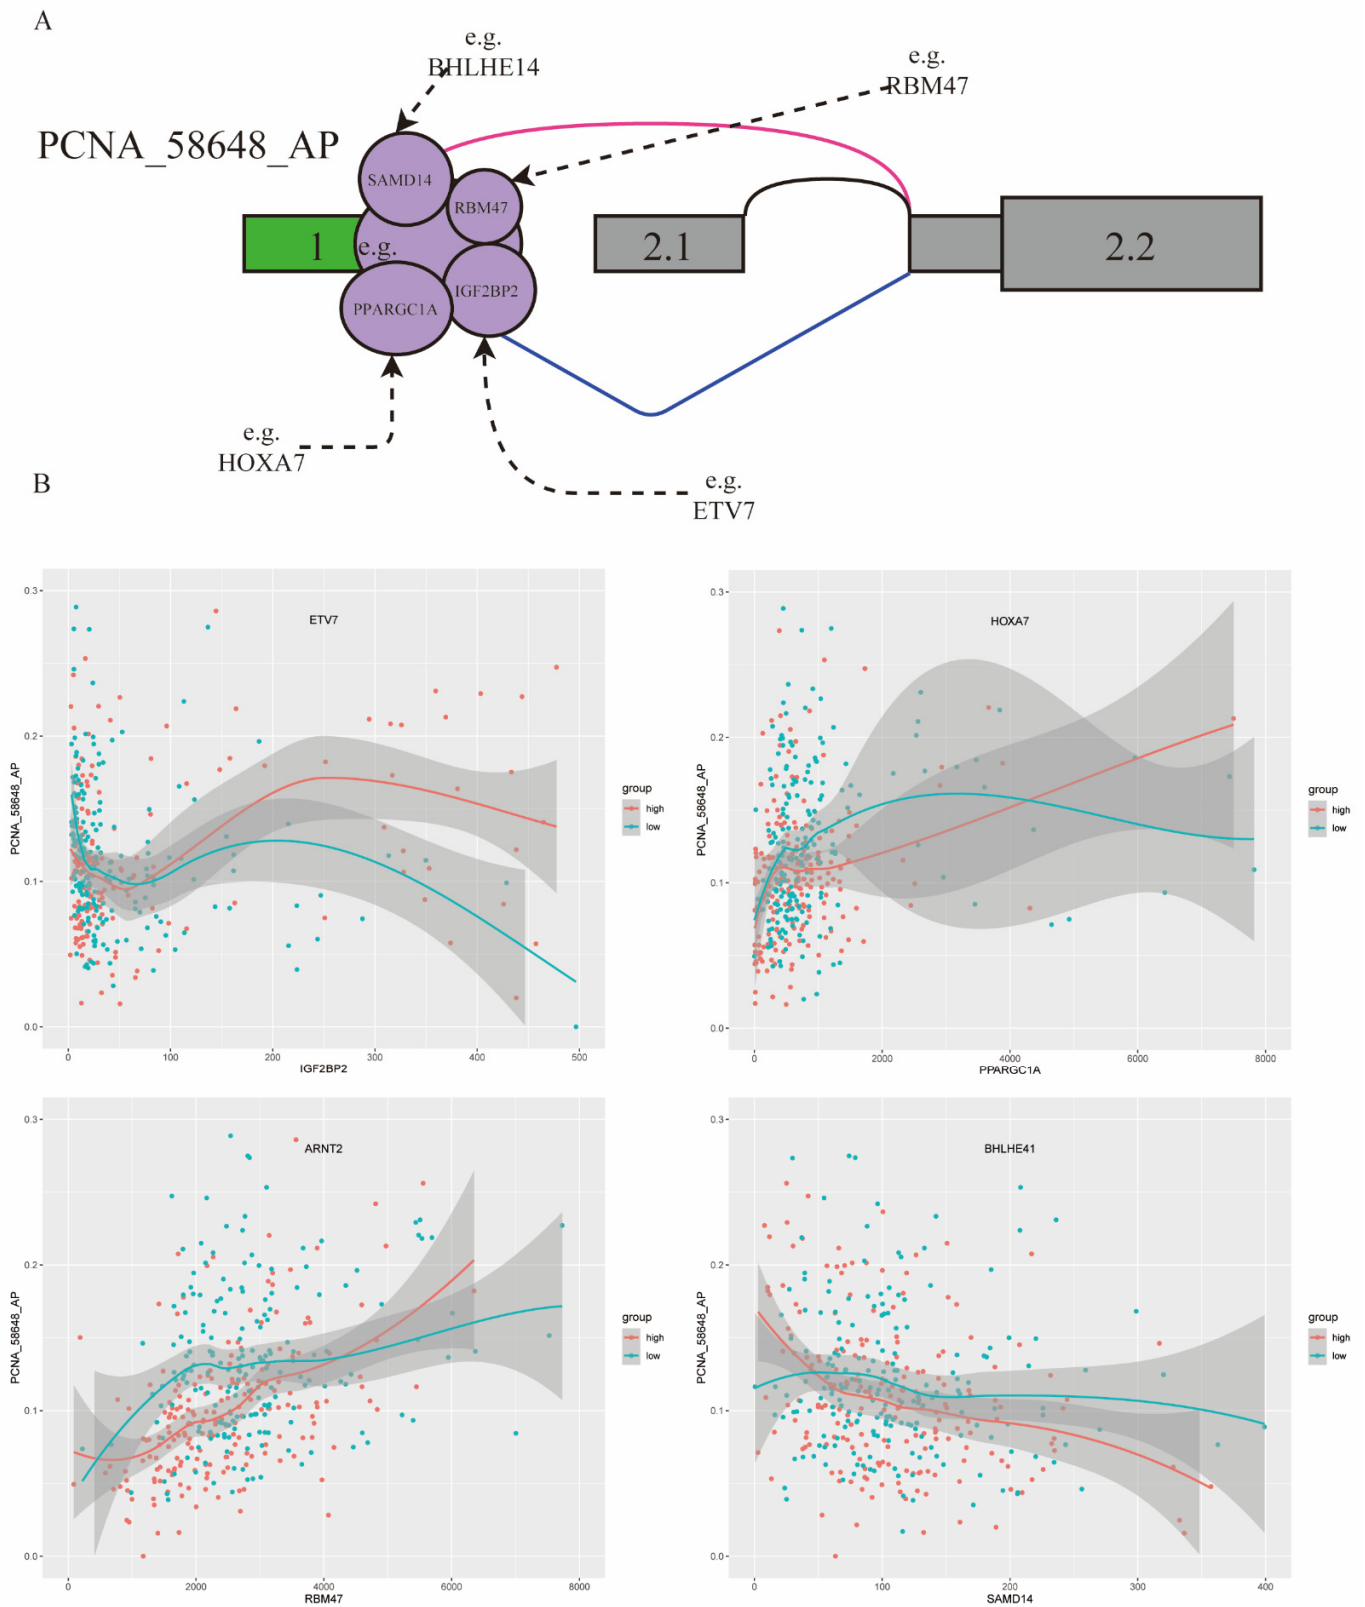 A
e.g.
BHLHE14
e.g.
RBM47
PCNA_58648_AP
SAMD14
RBM47
1
e.g.
2.1
2.2
IGF2BP2
PPARGC1A
e.g.
HOXA7
e.g.
ETV7
B
ETV7
0.3
0.2
0.1
0.0
PCNA_58648_AP
0
100
200
300
400
500
IGF2BP2
group
high
low
HOXA7
0.3
0.2
0.1
0.0
PCNA_58648_AP
0
2000
4000
6000
8000
PPARGC1A
group
high
low
ARNT2
0.3
0.2
0.1
0.0
PCNA_58648_AP
0
2000
4000
6000
8000
RBM47
group
high
low
BHLHE41
0.3
0.2
0.1
0.0
PCNA_58648_AP
0
100
200
300
400
SAMD14
group
high
low